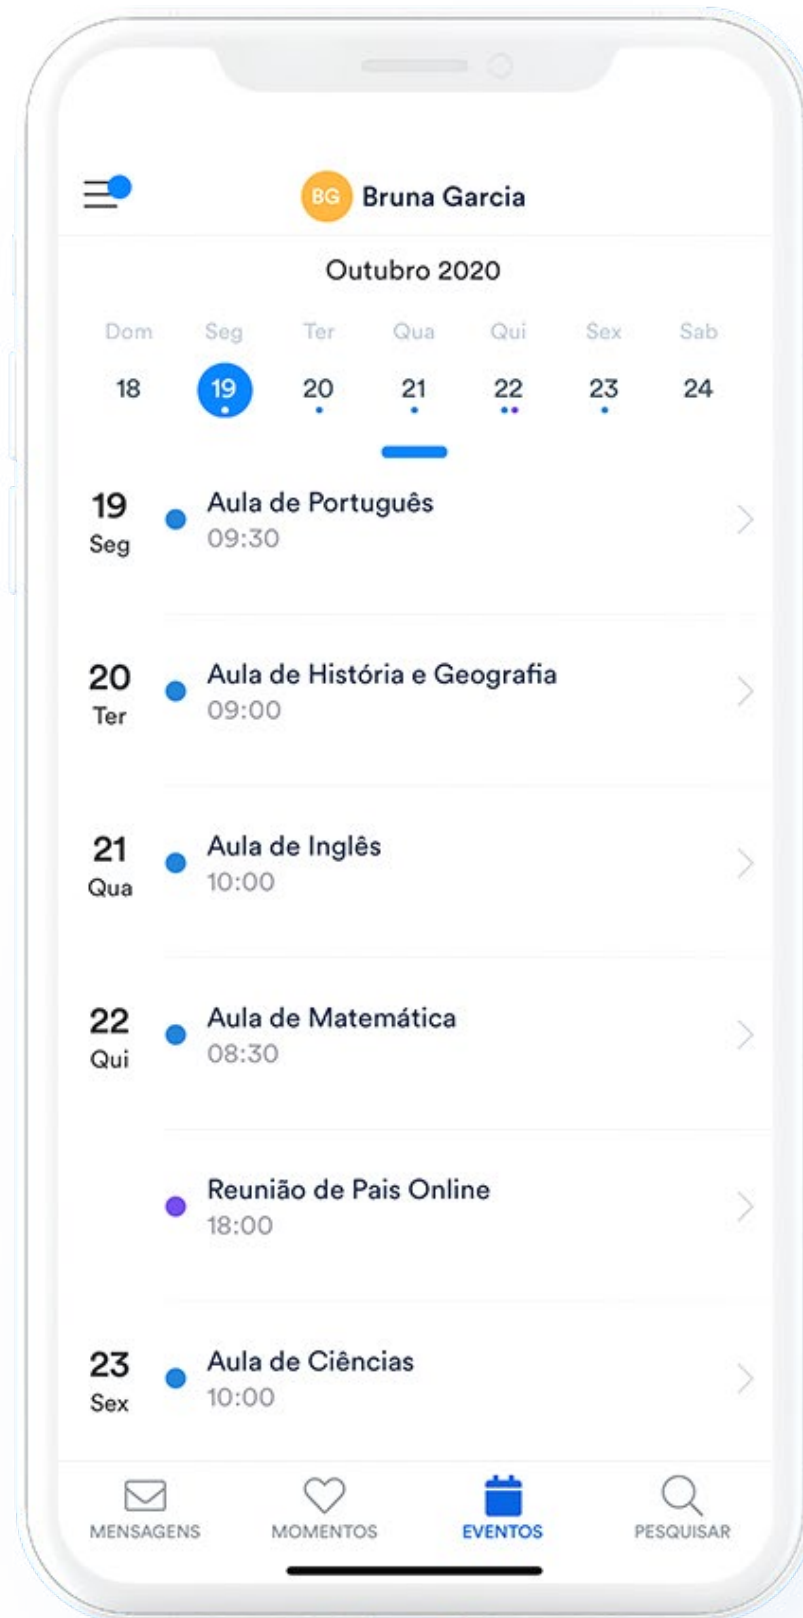 BG Bruna Garcia
Outubro 2020
Dom Seg Ter Qua Qui Sex Sab
18 19 20 21 22 23 24
19 Aula de Português
Seg 09:30
20 Aula de História e Geografia
Ter 09:00
21 Aula de Inglês
Qua 10:00
22 Aula de Matemática
Qui 08:30
Reunião de Pais Online
18:00
23 Aula de Ciências
Sex 10:00
MENSAGENS MOMENTOS EVENTOS PESQUISAR